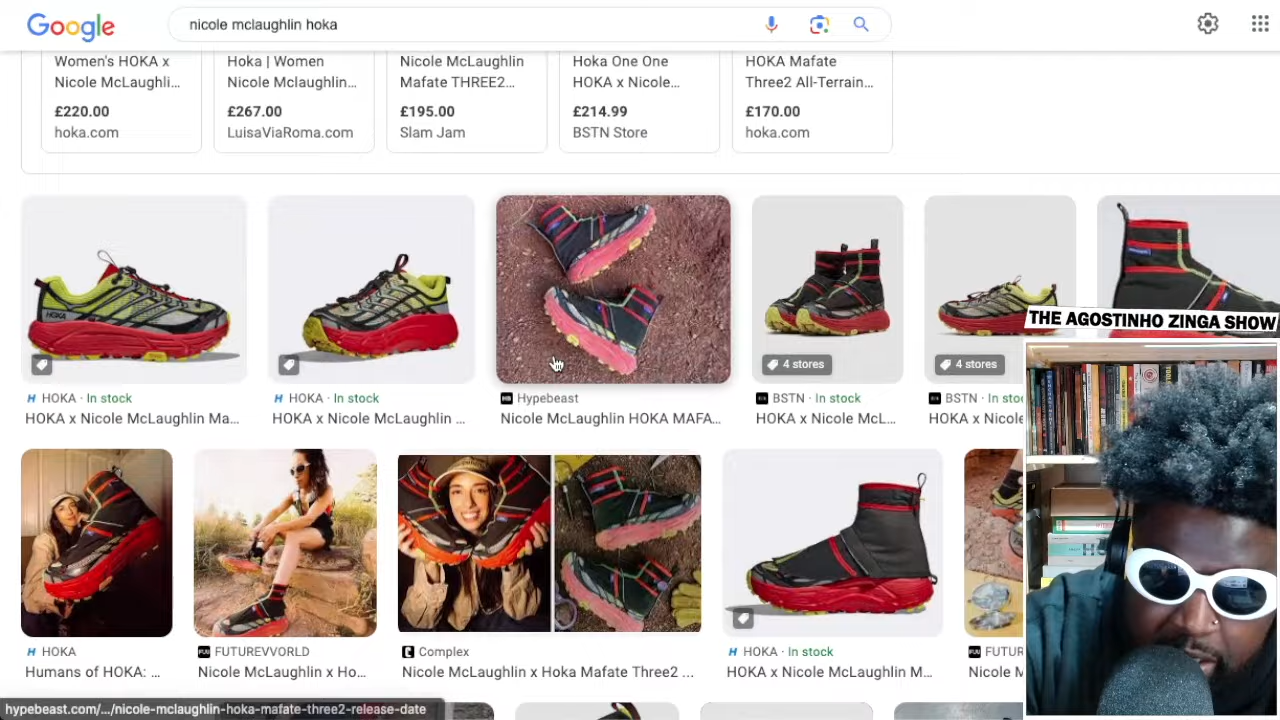 Google
nicole mclaughlin hoka
Women's HOKA x
Nicole McLaughli...
£220.00
hoka.com
Hoka | Women
Nicole Mclaughlin...
£267.00
LuisaViaRoma.com
Nicole McLaughlin
Mafate THREE2...
£195.00
Slam Jam
Hoka One One
HOKA x Nicole...
£214.99
BSTN Store
HOKA Mafate
Three2 All-Terrain...
£170.00
hoka.com
HOKA
4 stores
4 stores
THE AGOSTINHO ZINGA SHOW
HOKA · In stock
HOKA x Nicole McLaughlin Ma...
HOKA · In stock
HOKA x Nicole McLaughlin ...
Hypebeast
Nicole McLaughlin HOKA MAFA...
BSTN · In stock
HOKA x Nicole McL...
BSTN · In sto
HOKA x Nico
HOKA
Humans of HOKA: ...
FUTUREVVORLD
Nicole McLaughlin x Ho...
Complex
Nicole McLaughlin x Hoka Mafate Three2 ...
HOKA · In stock
HOKA x Nicole McLaughlin M...
FUTUR
Nicole M
hypebeast.com/.../nicole-mclaughlin-hoka-mafate-three2-release-date